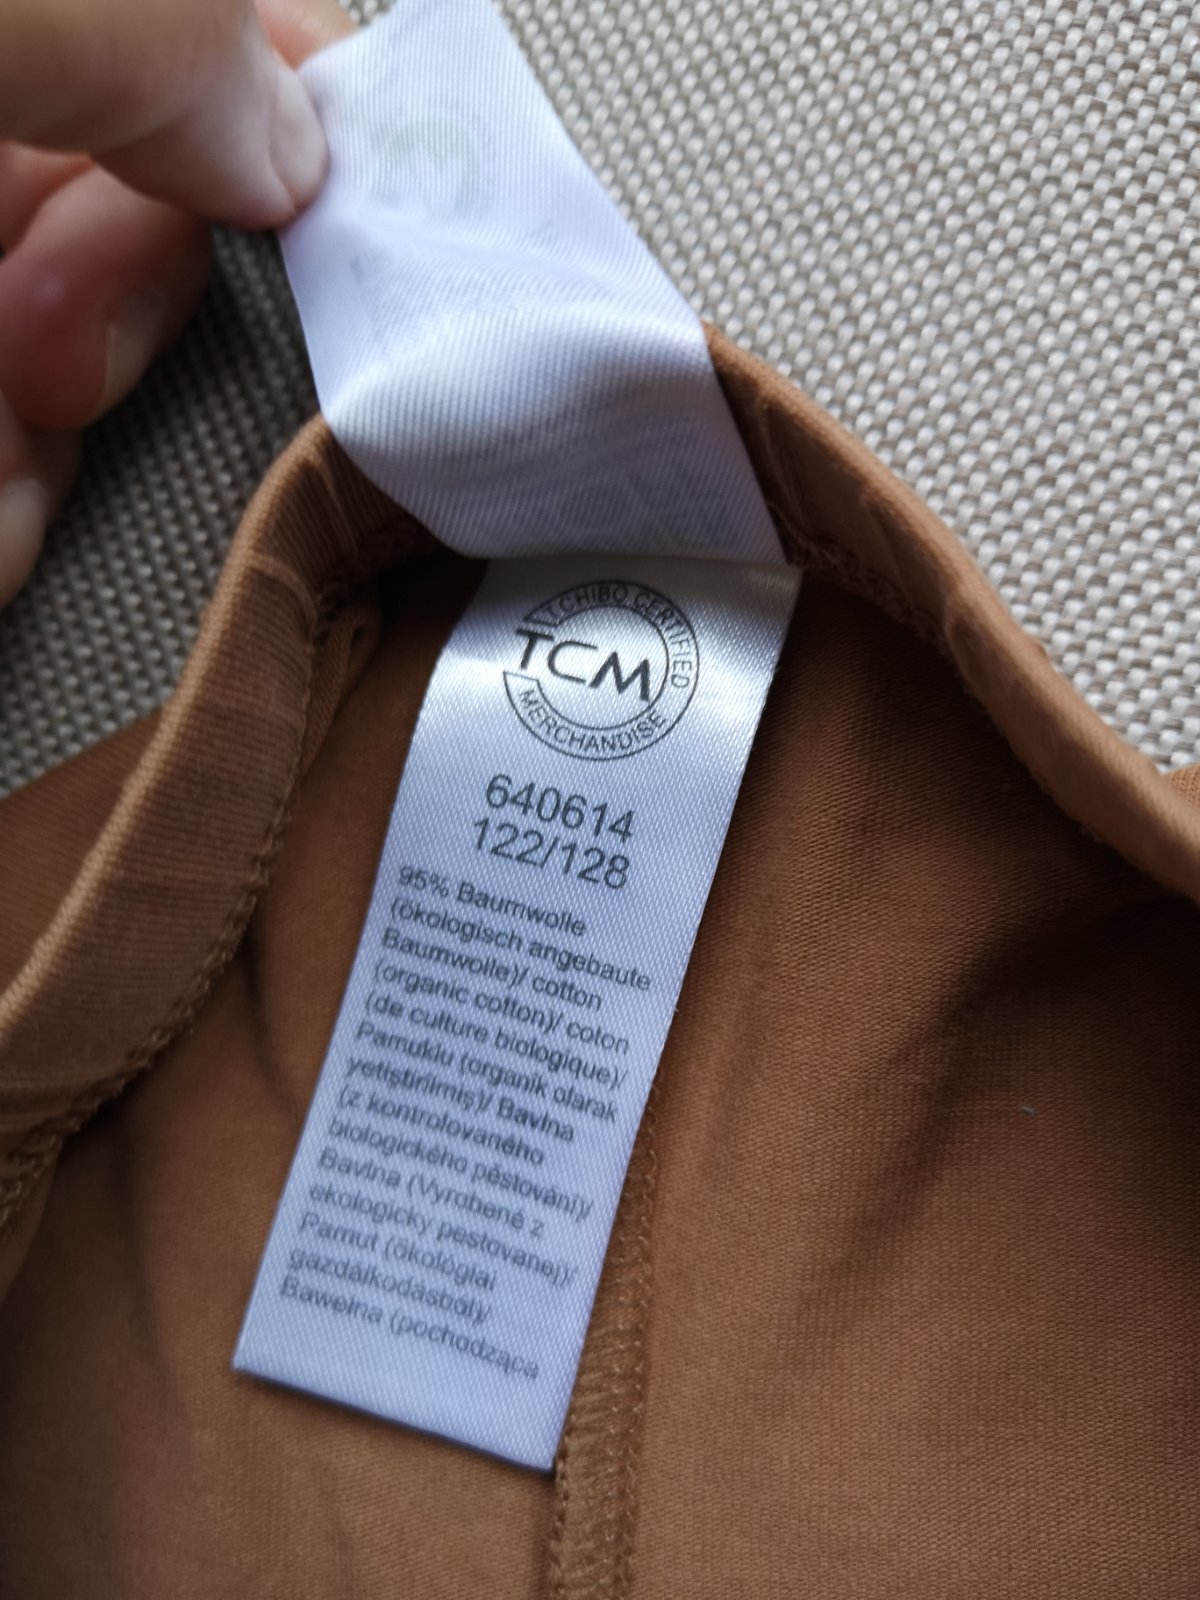 TCHIBO CERTIFIED
TCM
MERCHANDISE
640614
122/128
95% Baumwolle
(ökologisch angebaute
Baumwolle)/ cotton
(organic cotton)/ coton
(de culture biologique)/
Pamuklu (organik olarak
yetiştirilmiş)/ Bavlna
(z kontrolovaného
biologického pěstování)/
Bavlna (Vyrobené z
ekologicky pestovanej)/
Pamut (ökológiai
gazdálkodásból)/
Bawełna (pochodząca